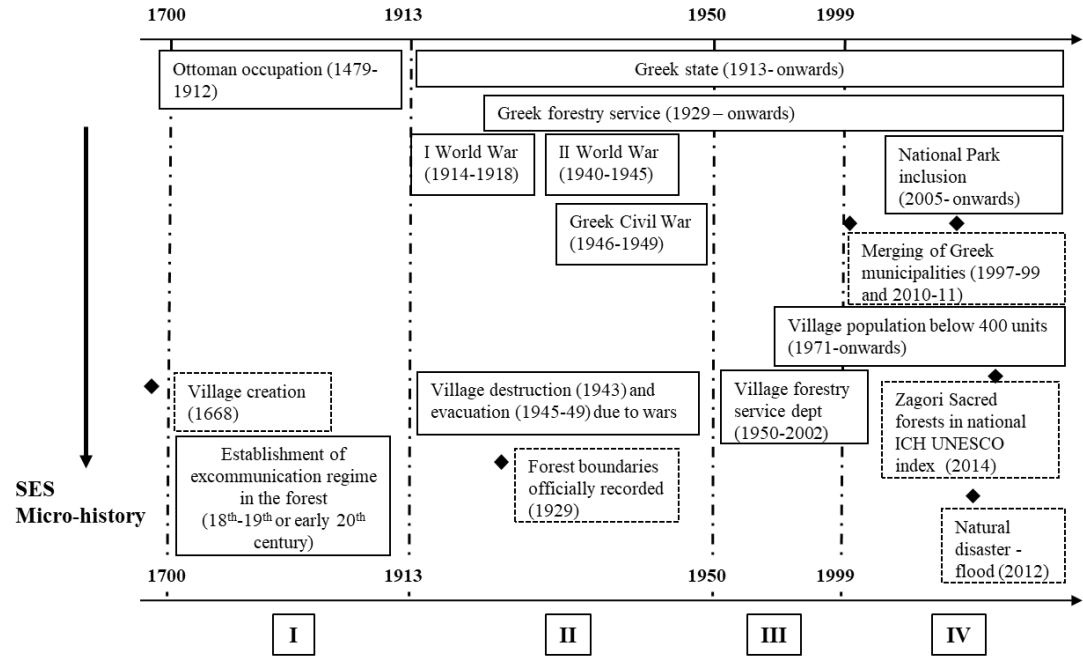 1700 1913 1950 1999
Ottoman occupation (1479-
1912)
Greek state (1913- onwards)
Greek forestry service (1929 – onwards)
I World War
(1914-1918)
II World War
(1940-1945)
National Park
inclusion
(2005- onwards)
Greek Civil War
(1946-1949)
Merging of Greek
municipalities (1997-99
and 2010-11)
Village population below 400 units
(1971-onwards)
Village creation
(1668)
Village destruction (1943) and
evacuation (1945-49) due to wars
Village forestry
service dept
(1950-2002)
Zagori Sacred
forests in national
ICH UNESCO
index (2014)
Establishment of
excommunication regime
in the forest
(18th-19th or early 20th
century)
Forest boundaries
officially recorded
(1929)
SES
Micro-history
Natural
disaster -
flood (2012)
1700 1913 1950 1999
I II III IV